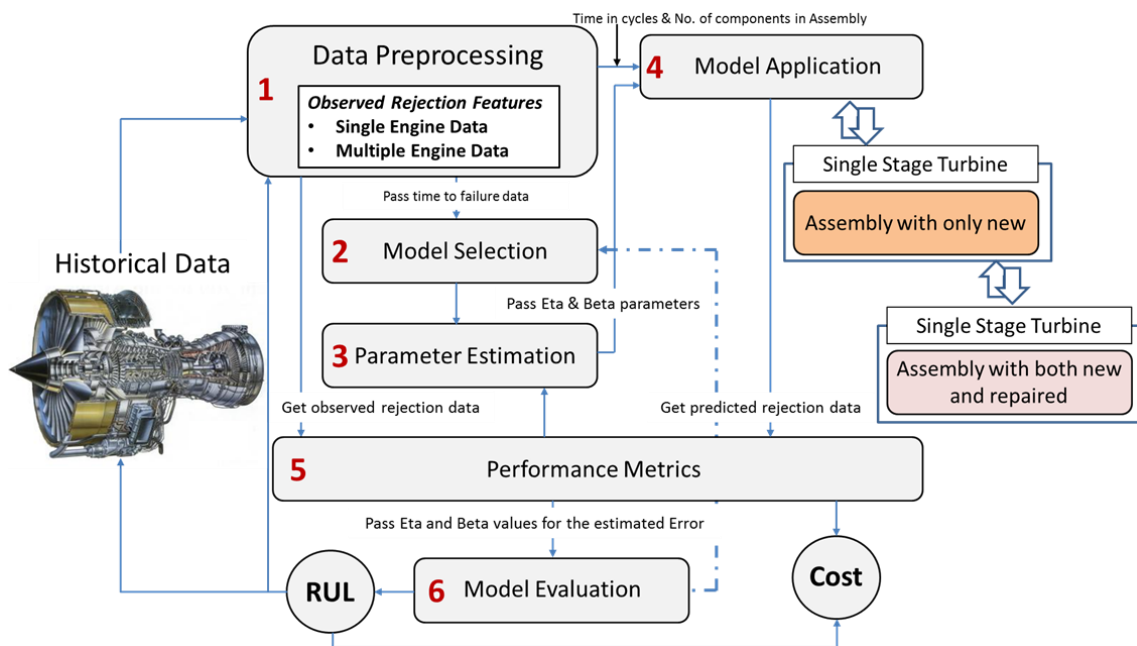 Time in cycles & No. of components in Assembly
Data Preprocessing
1
Observed Rejection Features
• Single Engine Data
• Multiple Engine Data
4
Model Application
Single Stage Turbine
Assembly with only new
Pass time to failure data
2
Model Selection
Historical Data
Pass Eta & Beta parameters
Single Stage Turbine
3
Parameter Estimation
Assembly with both new
and repaired
Get observed rejection data
Get predicted rejection data
5
Performance Metrics
Pass Eta and Beta values for the estimated Error
RUL
6
Model Evaluation
Cost